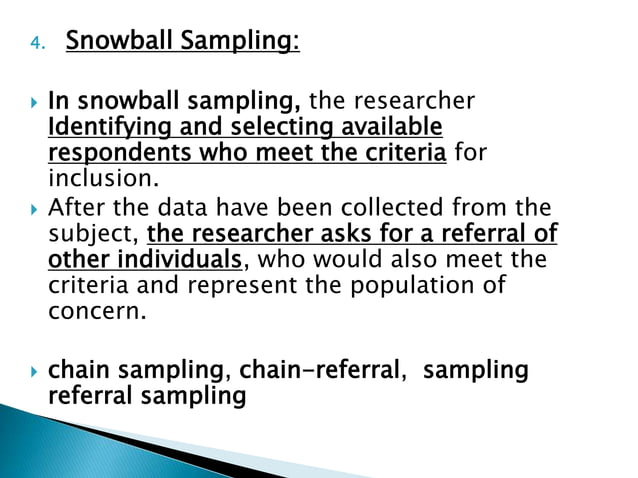 4. Snowball Sampling:
In snowball sampling, the researcher
Identifying and selecting available
respondents who meet the criteria for
inclusion.
After the data have been collected from the
subject, the researcher asks for a referral of
other individuals, who would also meet the
criteria and represent the population of
concern.
chain sampling, chain-referral, sampling
referral sampling